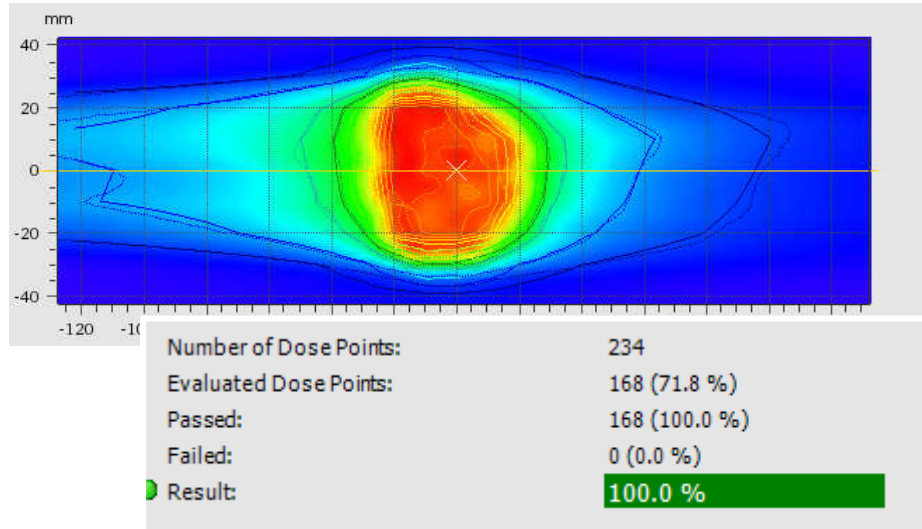 mm
40
20
0
-20
-40
-120
Number of Dose Points: 234
Evaluated Dose Points: 168 (71.8 %)
Passed: 168 (100.0 %)
Failed: 0 (0.0 %)
Result: 100.0 %